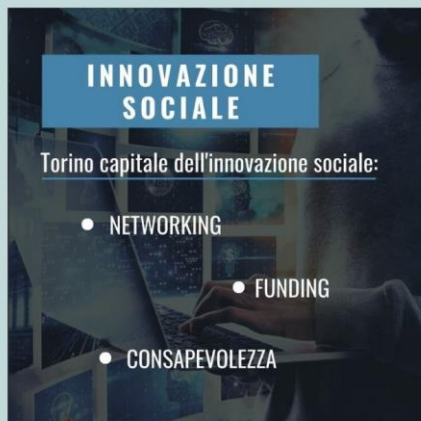 INNOVAZIONE
SOCIALE
Torino capitale dell'innovazione sociale:
• NETWORKING
• FUNDING
• CONSAPEVOLEZZA